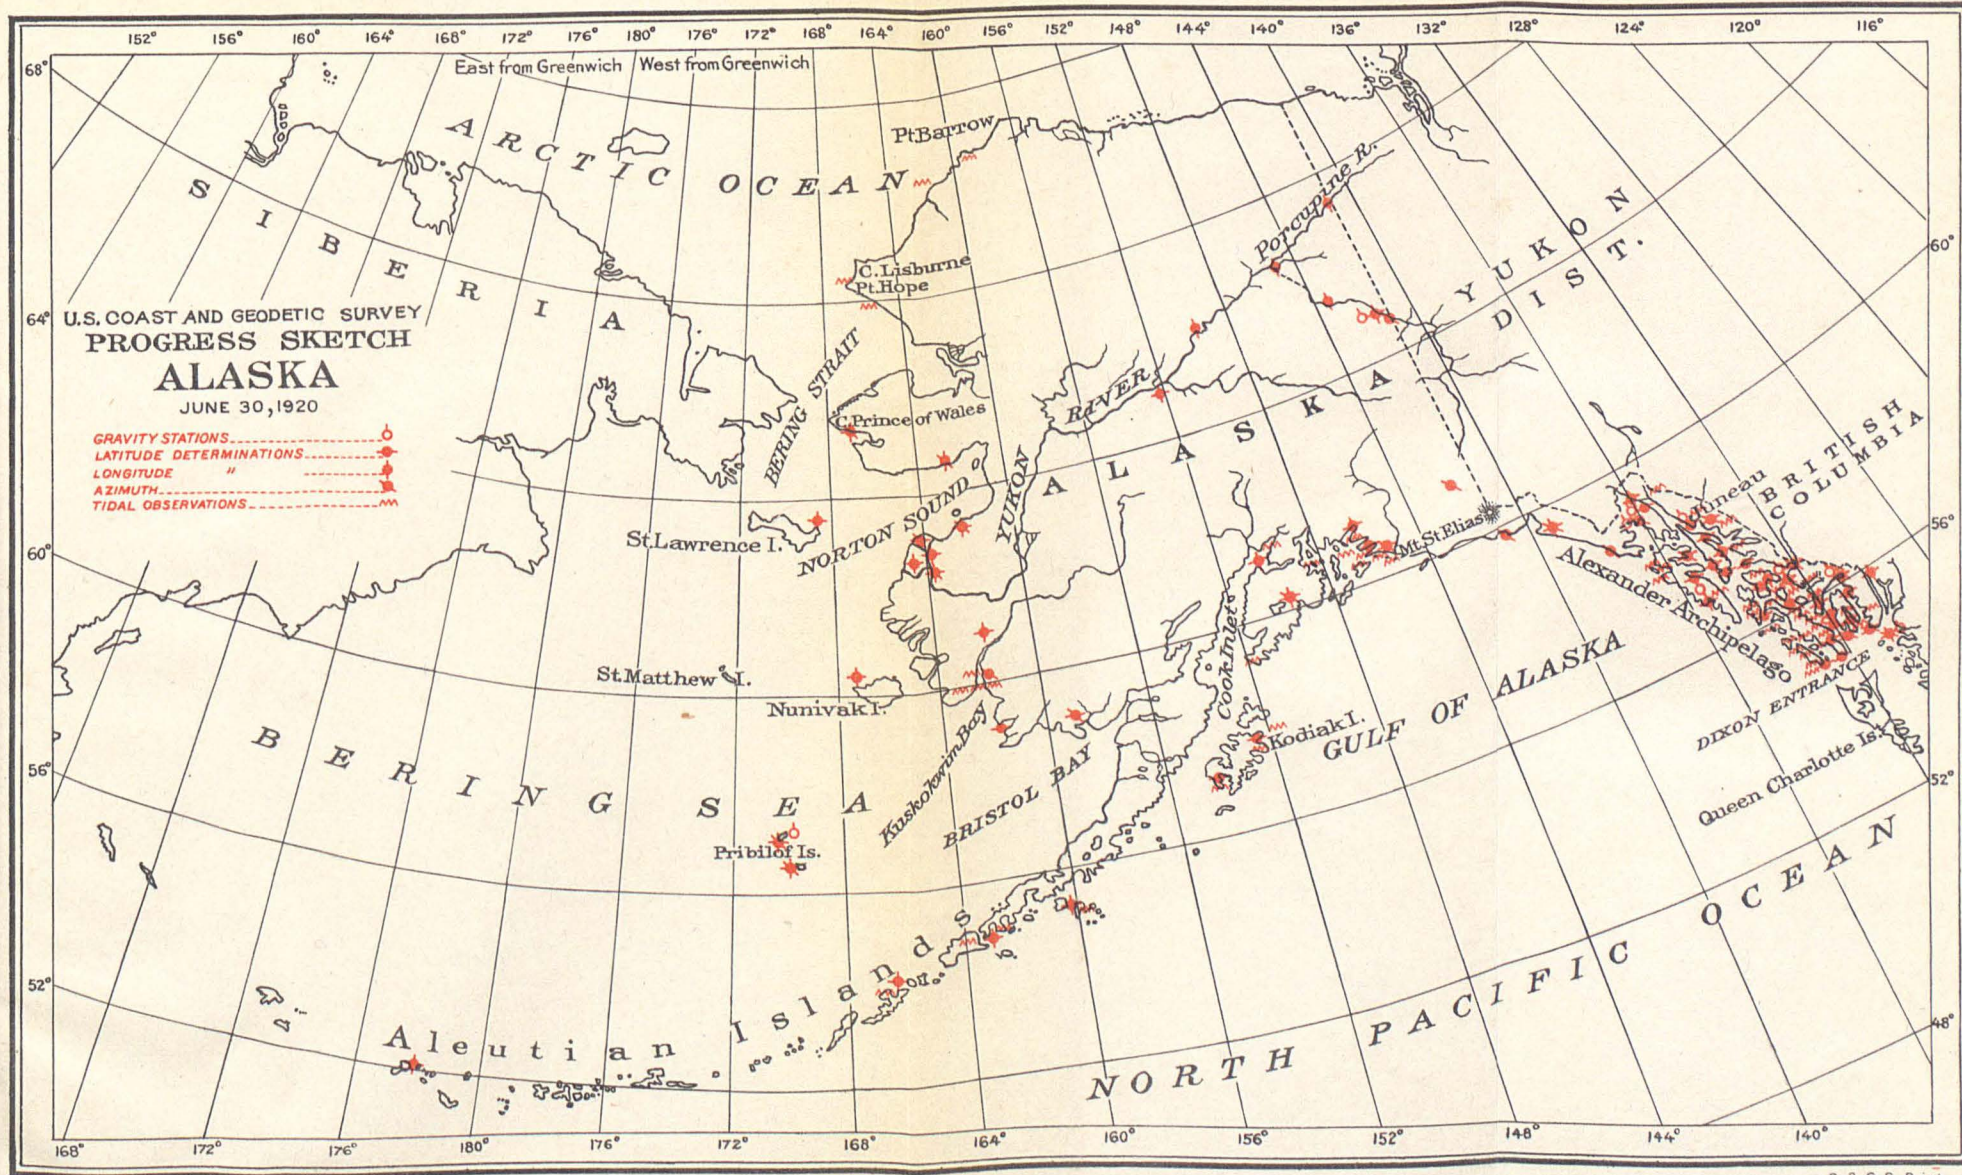 152° 156° 160° 164° 168° 172° 176° 180° 176° 172° 168° 164° 160° 156° 152° 148° 144° 140° 136° 132° 128° 124° 120° 116°
East from Greenwich West from Greenwich
68°
64°
60°
56°
52°
ARCTIC OCEAN
SIBERIA
U.S. COAST AND GEODETIC SURVEY
PROGRESS SKETCH
ALASKA
JUNE 30, 1920
GRAVITY STATIONS
LATITUDE DETERMINATIONS
LONGITUDE "
AZIMUTH
TIDAL OBSERVATIONS
Pt. Barrow
C. Lisburne
Pt. Hope
BERING STRAIT
C. Prince of Wales
Porcupine R.
YUKON
DIST.
YUKON RIVER
ALASKA
St. Lawrence I.
NORTON SOUND
Mt. St. Elias
Juneau
BRITISH
COLUMBIA
Alexander Archipelago
St. Matthew I.
Nunivak I.
Kuskokwim Bay
BRISTOL BAY
Cook Inlet
Kodiak I.
GULF OF ALASKA
DIXON ENTRANCE
Queen Charlotte Is.
BERING SEA
Pribilof Is.
Aleutian Islands
NORTH PACIFIC OCEAN
60°
56°
52°
48°
168° 172° 176° 180° 176° 172° 168° 164° 160° 156° 152° 148° 144° 140°